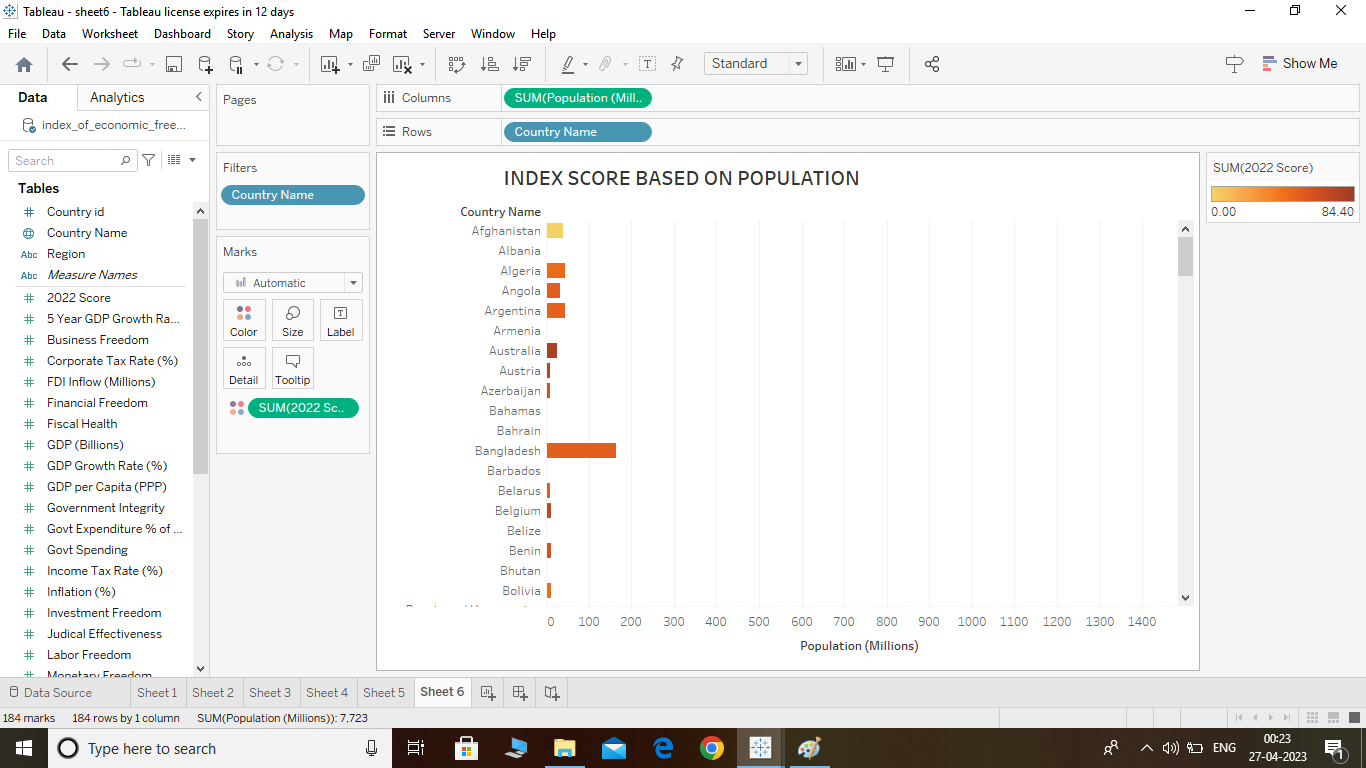 Tableau - sheet6 - Tableau license expires in 12 days
File Data Worksheet Dashboard Story Analysis Map Format Server Window Help
Standard
Show Me
Data Analytics
index_of_economic_free...
Search
Tables
Country id
Country Name
Abc Region
Abc Measure Names
2022 Score
5 Year GDP Growth Ra...
Business Freedom
Corporate Tax Rate (%)
FDI Inflow (Millions)
Financial Freedom
Fiscal Health
GDP (Billions)
GDP Growth Rate (%)
GDP per Capita (PPP)
Government Integrity
Govt Expenditure % of ...
Govt Spending
Income Tax Rate (%)
Inflation (%)
Investment Freedom
Judical Effectiveness
Labor Freedom
Monetary Freedom
Pages
Filters
Country Name
Marks
Automatic
Color Size Label
Detail Tooltip
SUM(2022 Sc..
Columns SUM(Population (Mill..
Rows Country Name
INDEX SCORE BASED ON POPULATION
Country Name
Afghanistan
Albania
Algeria
Angola
Argentina
Armenia
Australia
Austria
Azerbaijan
Bahamas
Bahrain
Bangladesh
Barbados
Belarus
Belgium
Belize
Benin
Bhutan
Bolivia
0 100 200 300 400 500 600 700 800 900 1000 1100 1200 1300 1400
Population (Millions)
SUM(2022 Score)
0.00 84.40
Data Source Sheet 1 Sheet 2 Sheet 3 Sheet 4 Sheet 5 Sheet 6
184 marks 184 rows by 1 column SUM(Population (Millions)): 7,723
Type here to search
ENG
00:23
27-04-2023
1